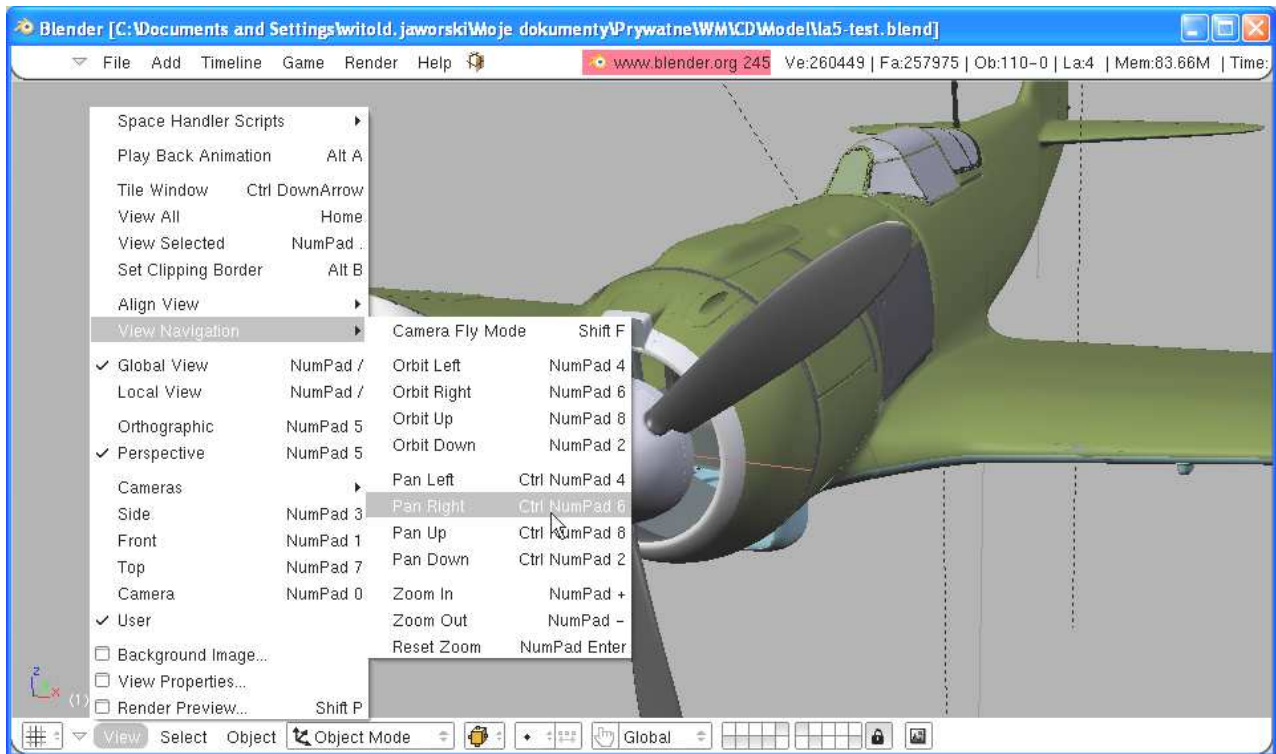 Blender [C:\Documents and Settings\witold.jaworski\Moje dokumenty\Prywatne\WM\CD\Model\la5-test.blend]
File Add Timeline Game Render Help www.blender.org 245 Ve:260449 | Fa:257975 | Ob:110-0 | La:4 | Mem:83.66M | Time:
Space Handler Scripts
Play Back Animation Alt A
Tile Window Ctrl DownArrow
View All Home
View Selected NumPad .
Set Clipping Border Alt B
Align View
View Navigation
Global View NumPad /
Local View NumPad /
Orthographic NumPad 5
Perspective NumPad 5
Cameras
Side NumPad 3
Front NumPad 1
Top NumPad 7
Camera NumPad 0
User
Background Image...
View Properties...
Render Preview... Shift P
Camera Fly Mode Shift F
Orbit Left NumPad 4
Orbit Right NumPad 6
Orbit Up NumPad 8
Orbit Down NumPad 2
Pan Left Ctrl NumPad 4
Pan Right Ctrl NumPad 6
Pan Up Ctrl NumPad 8
Pan Down Ctrl NumPad 2
Zoom In NumPad +
Zoom Out NumPad -
Reset Zoom NumPad Enter
z
x
(1)
View Select Object Object Mode Global